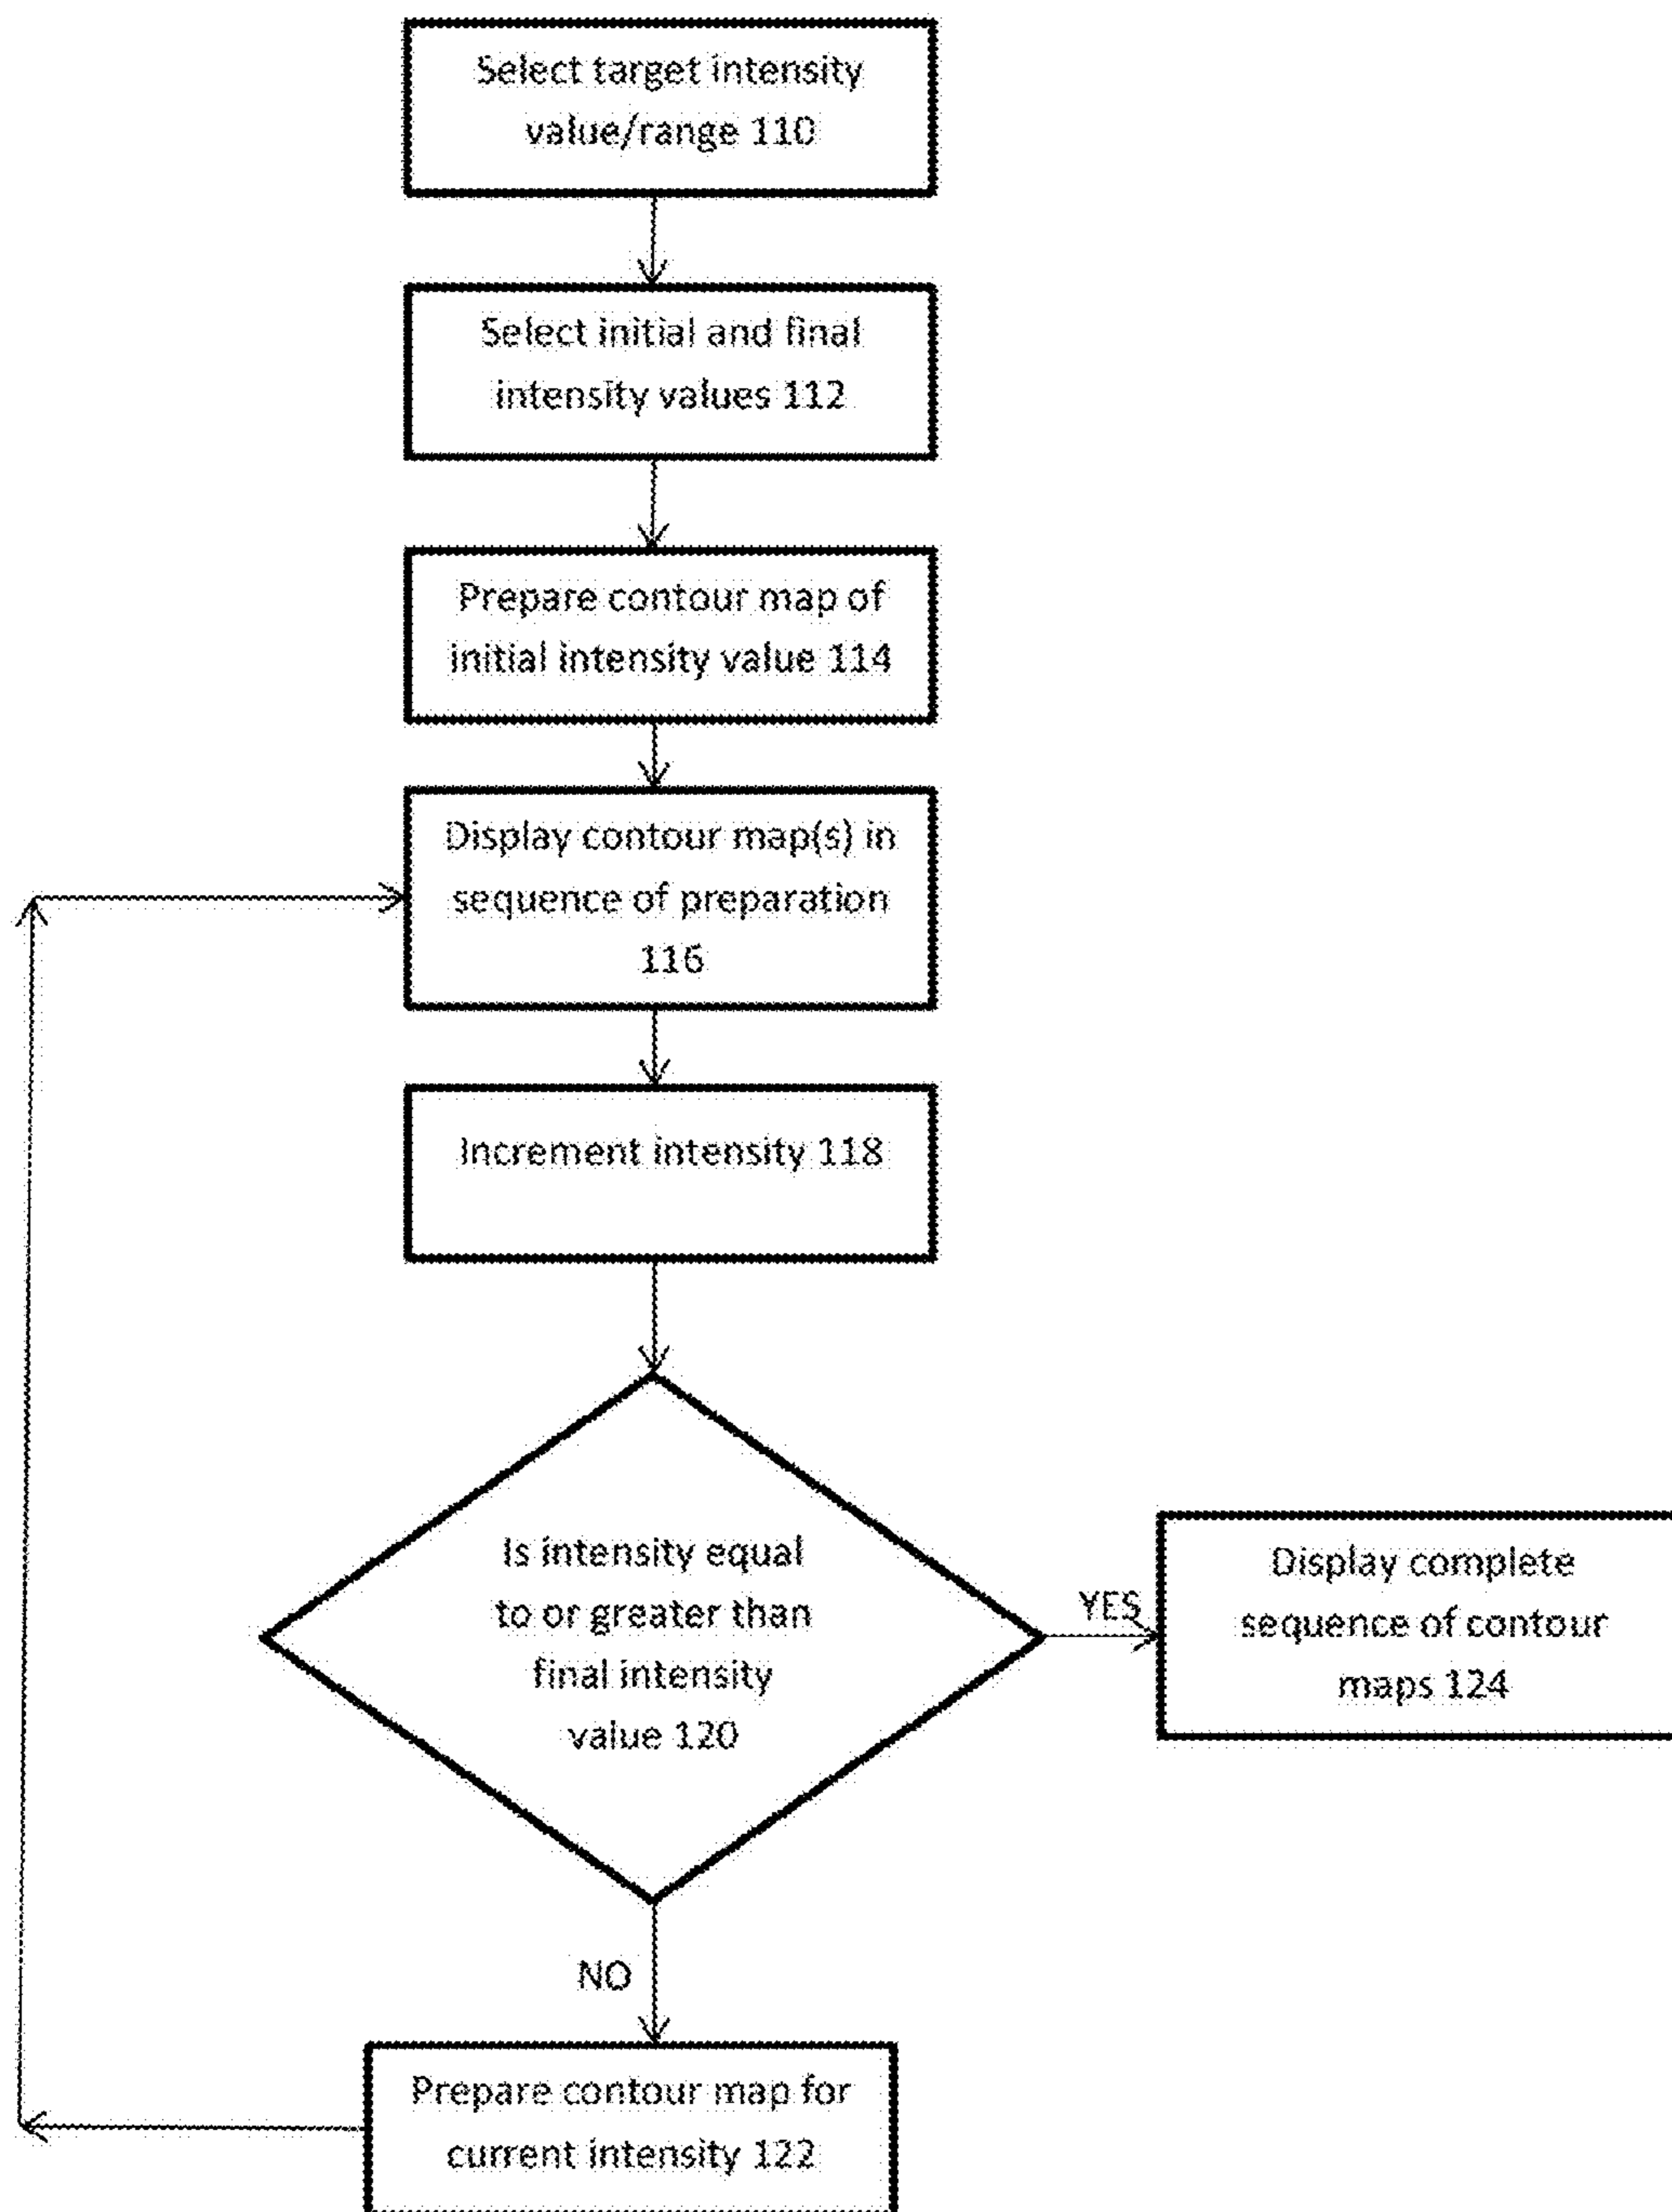 Select target intensity
value/range 110
Select initial and final
intensity values 112
Prepare contour map of
initial intensity value 114
Display contour map(s) in
sequence of preparation
116
Increment intensity 118
Is intensity equal
to or greater than
final intensity
value 120
YES
Display complete
sequence of contour
maps 124
NO
Prepare contour map for
current intensity 122